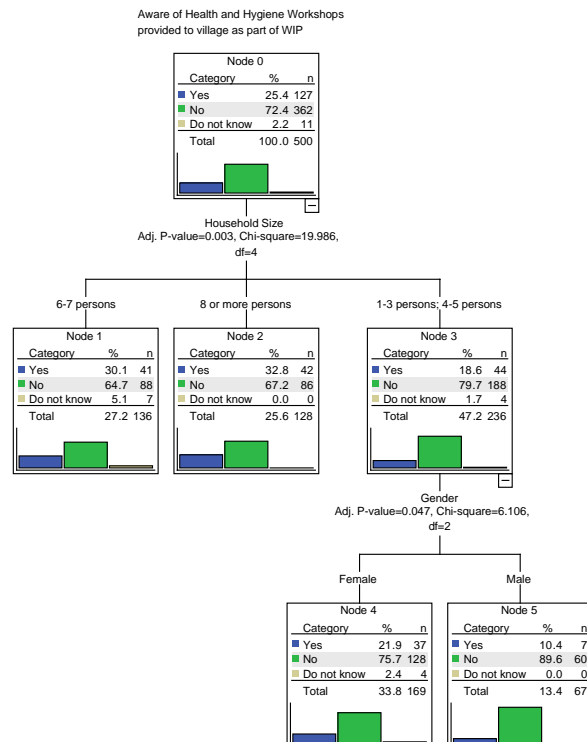 Aware of Health and Hygiene Workshops
provided to village as part of WIP
Node 0
Category % n
Yes 25.4 127
No 72.4 362
Do not know 2.2 11
Total 100.0 500
Household Size
Adj. P-value=0.003, Chi-square=19.986,
df=4
6-7 persons
8 or more persons
1-3 persons; 4-5 persons
Node 1
Category % n
Yes 30.1 41
No 64.7 88
Do not know 5.1 7
Total 27.2 136
Node 2
Category % n
Yes 32.8 42
No 67.2 86
Do not know 0.0 0
Total 25.6 128
Node 3
Category % n
Yes 18.6 44
No 79.7 188
Do not know 1.7 4
Total 47.2 236
Gender
Adj. P-value=0.047, Chi-square=6.106,
df=2
Female
Male
Node 4
Category % n
Yes 21.9 37
No 75.7 128
Do not know 2.4 4
Total 33.8 169
Node 5
Category % n
Yes 10.4 7
No 89.6 60
Do not know 0.0 0
Total 13.4 67